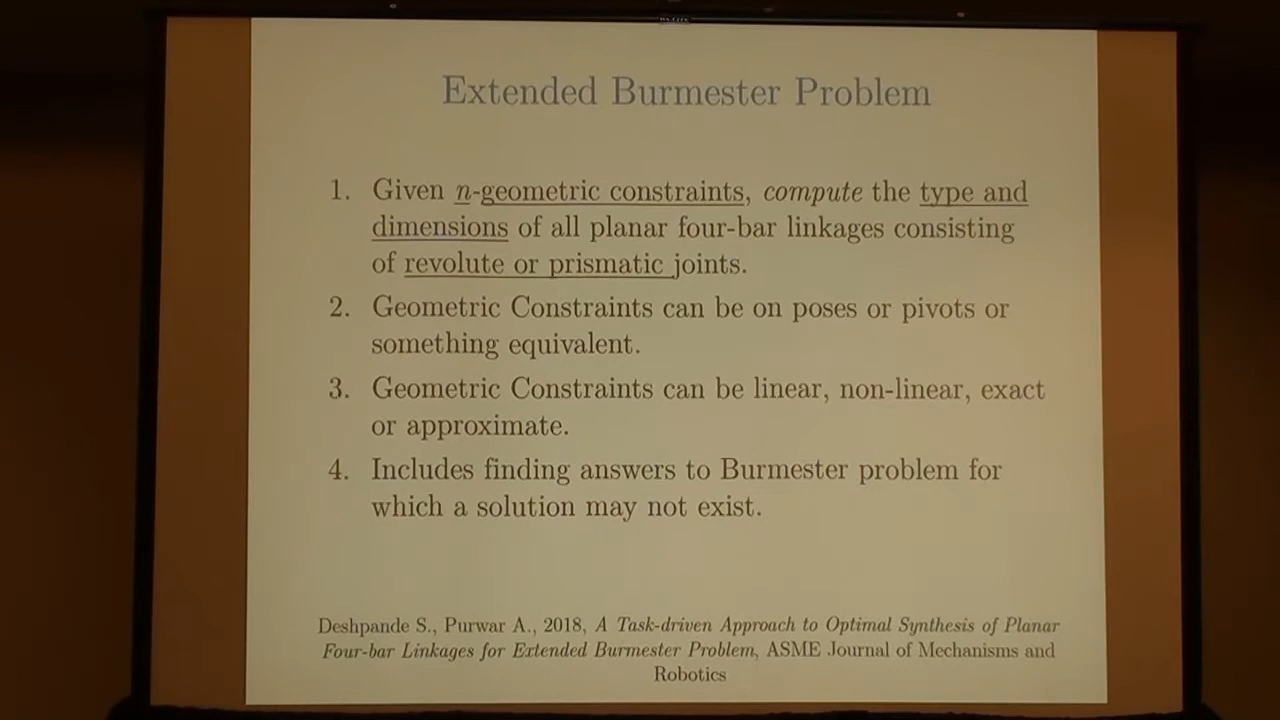 Extended Burmester Problem
1. Given n-geometric constraints, compute the type and
dimensions of all planar four-bar linkages consisting
of revolute or prismatic joints.
2. Geometric Constraints can be on poses or pivots or
something equivalent.
3. Geometric Constraints can be linear, non-linear, exact
or approximate.
4. Includes finding answers to Burmester problem for
which a solution may not exist.
Deshpande S., Purwar A., 2018, A Task-driven Approach to Optimal Synthesis of Planar
Four-bar Linkages for Extended Burmester Problem, ASME Journal of Mechanisms and
Robotics